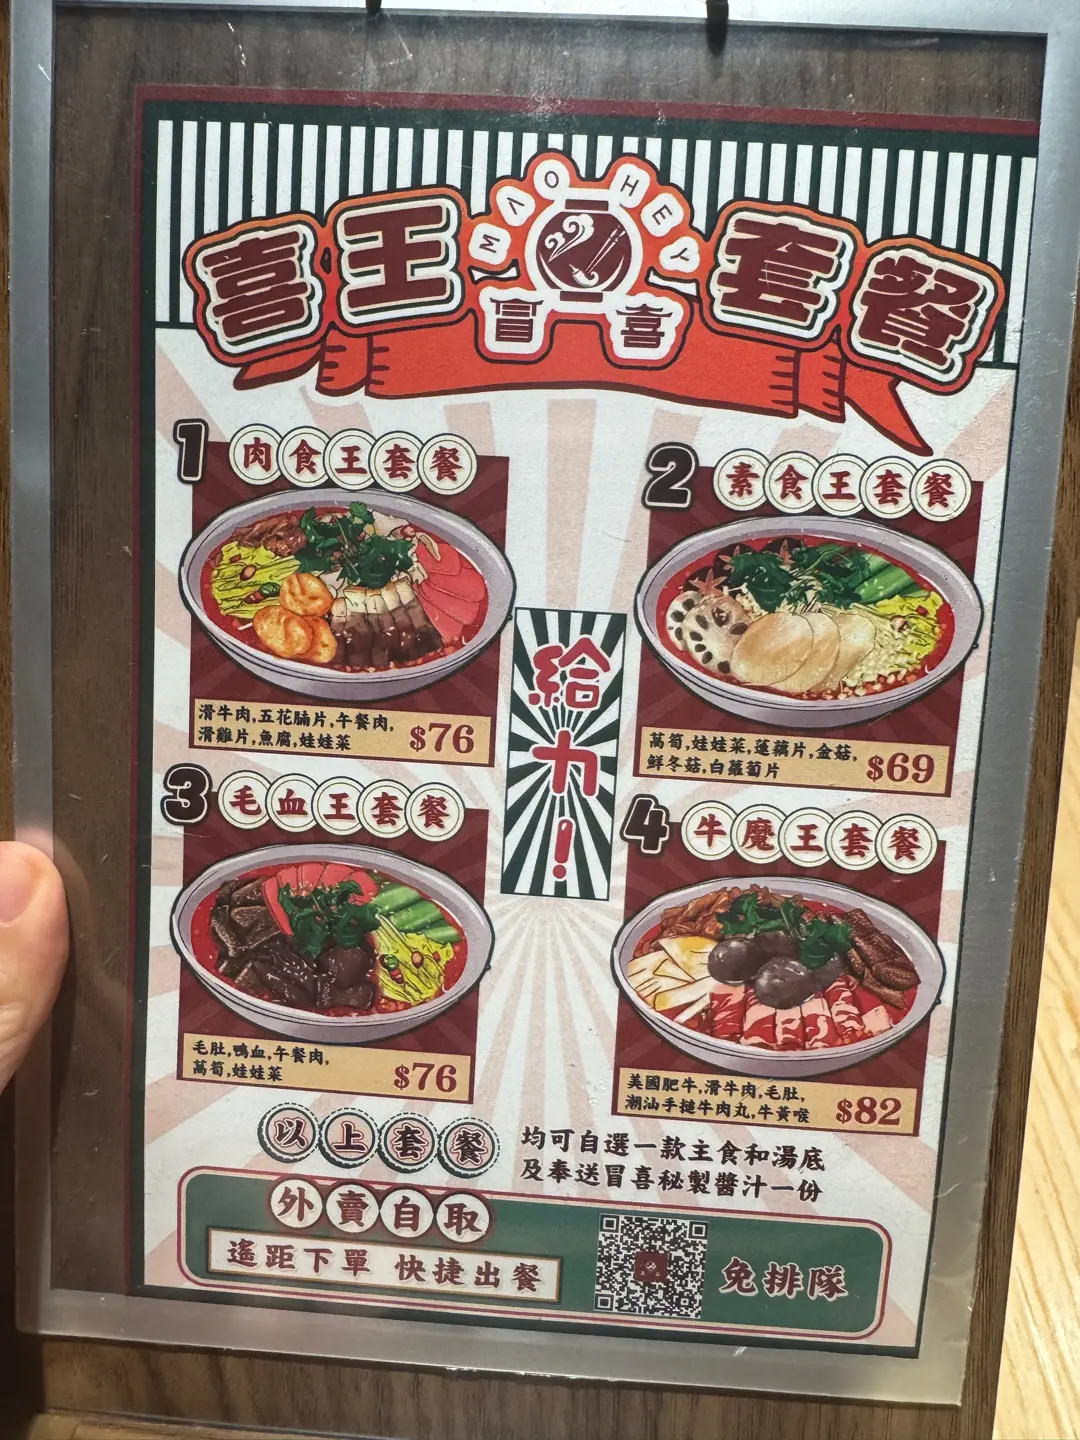 喜王套餐
MAO HEY
冒喜
1 肉食王套餐
滑牛肉,五花腩片,午餐肉,
滑雞片,魚腐,娃娃菜
$76
2 素食王套餐
萵筍,娃娃菜,蓮藕片,金菇,
鮮冬菇,白蘿蔔片
$69
給力!
3 毛血王套餐
毛肚,鴨血,午餐肉,
萵筍,娃娃菜
$76
4 牛魔王套餐
美國肥牛,滑牛肉,毛肚,
潮汕手搥牛肉丸,牛黃喉
$82
以上套餐
均可自選一款主食和湯底
及奉送冒喜秘製醬汁一份
外賣自取
遙距下單 快捷出餐
免排隊